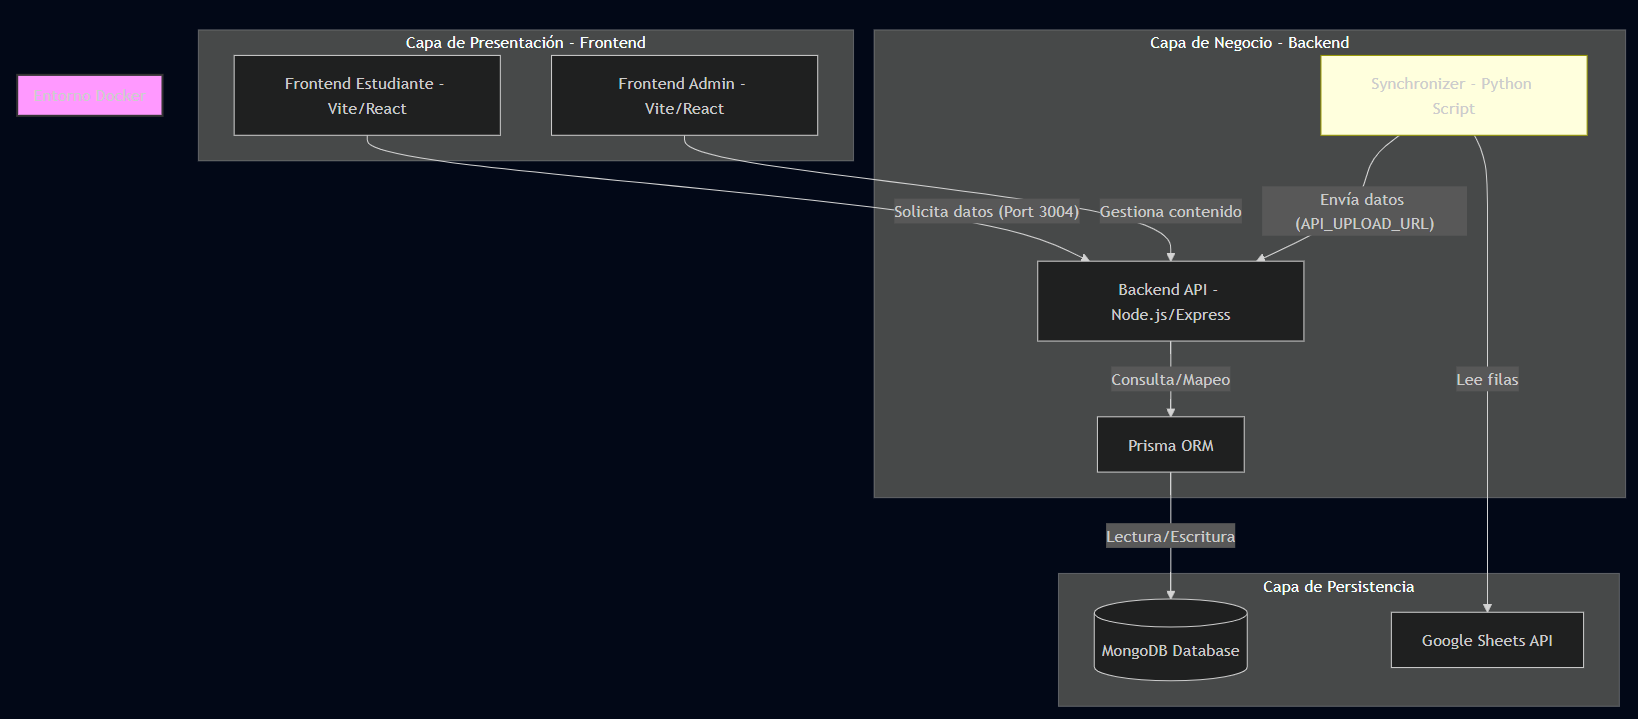 Capa de Presentación - Frontend
Capa de Negocio - Backend
Entorno Docker
Frontend Estudiante -
Vite/React
Frontend Admin -
Vite/React
Synchronizer - Python
Script
Solicita datos (Port 3004)
Gestiona contenido
Envía datos
(API_UPLOAD_URL)
Backend API -
Node.js/Express
Consulta/Mapeo
Lee filas
Prisma ORM
Lectura/Escritura
Capa de Persistencia
MongoDB Database
Google Sheets API